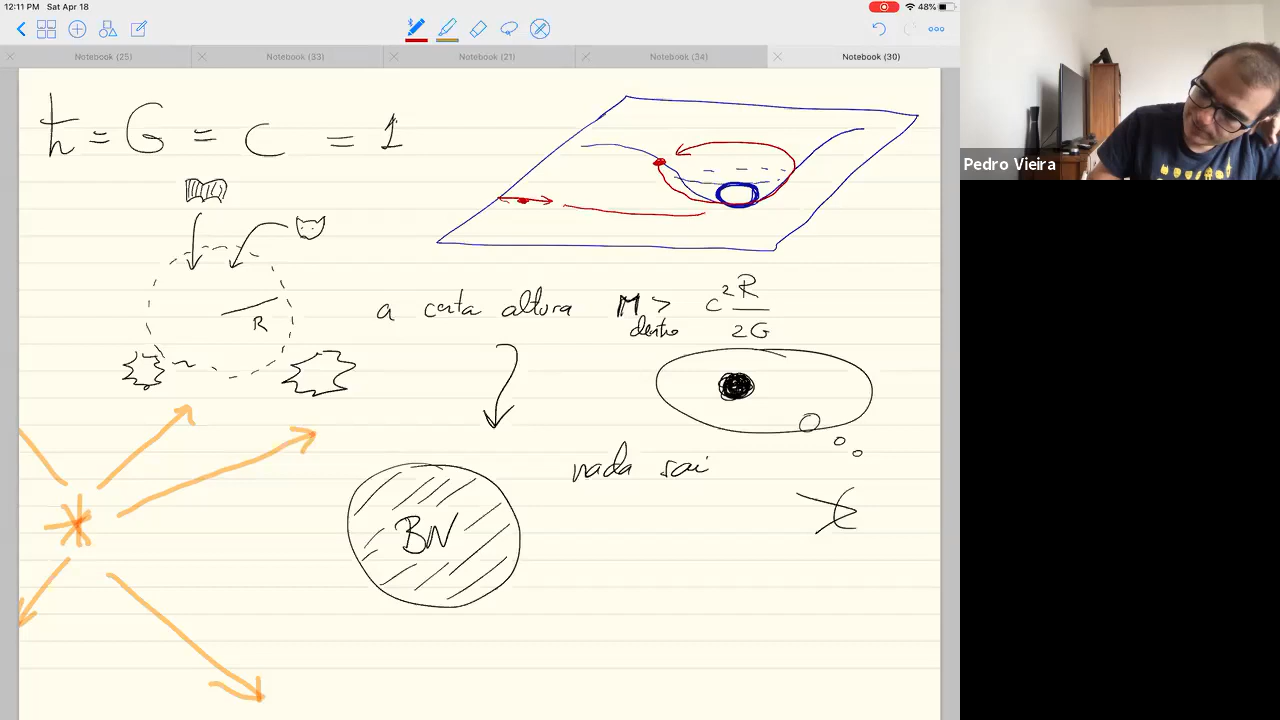 12:11 PM Sat Apr 18
48%
Notebook (25)
Notebook (33)
Notebook (21)
Notebook (34)
Notebook (30)
ħ = G = c = 1
R
a certa altura M dentro > c² R / 2G
nada sai
BN
Pedro Vieira